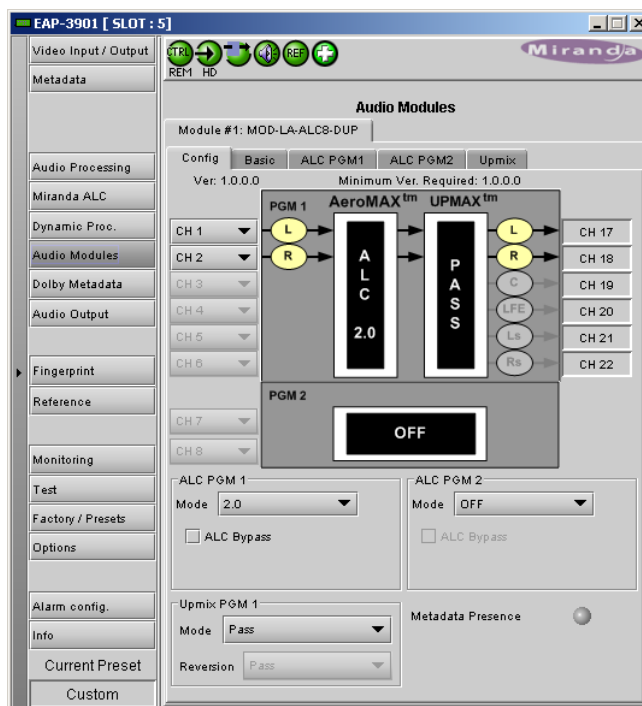 EAP-3901 [ SLOT : 5]
Video Input / Output
Metadata
Audio Processing
Miranda ALC
Dynamic Proc.
Audio Modules
Dolby Metadata
Audio Output
Fingerprint
Reference
Monitoring
Test
Factory / Presets
Options
Alarm config.
Info
Current Preset
Custom
CTRL REF
REM HD
Miranda
Audio Modules
Module #1: MOD-LA-ALC8-DUP
Config Basic ALC PGM1 ALC PGM2 Upmix
Ver: 1.0.0.0 Minimum Ver. Required: 1.0.0.0
PGM 1 AeroMAX tm UPMAX tm
CH 1 L L CH 17
CH 2 R R CH 18
CH 3 C CH 19
CH 4 LFE CH 20
CH 5 Ls CH 21
CH 6 Rs CH 22
ALC 2.0
PASS
PGM 2
CH 7
CH 8
OFF
ALC PGM 1
Mode 2.0
ALC Bypass
ALC PGM 2
Mode OFF
ALC Bypass
Upmix PGM 1
Mode Pass
Reversion Pass
Metadata Presence